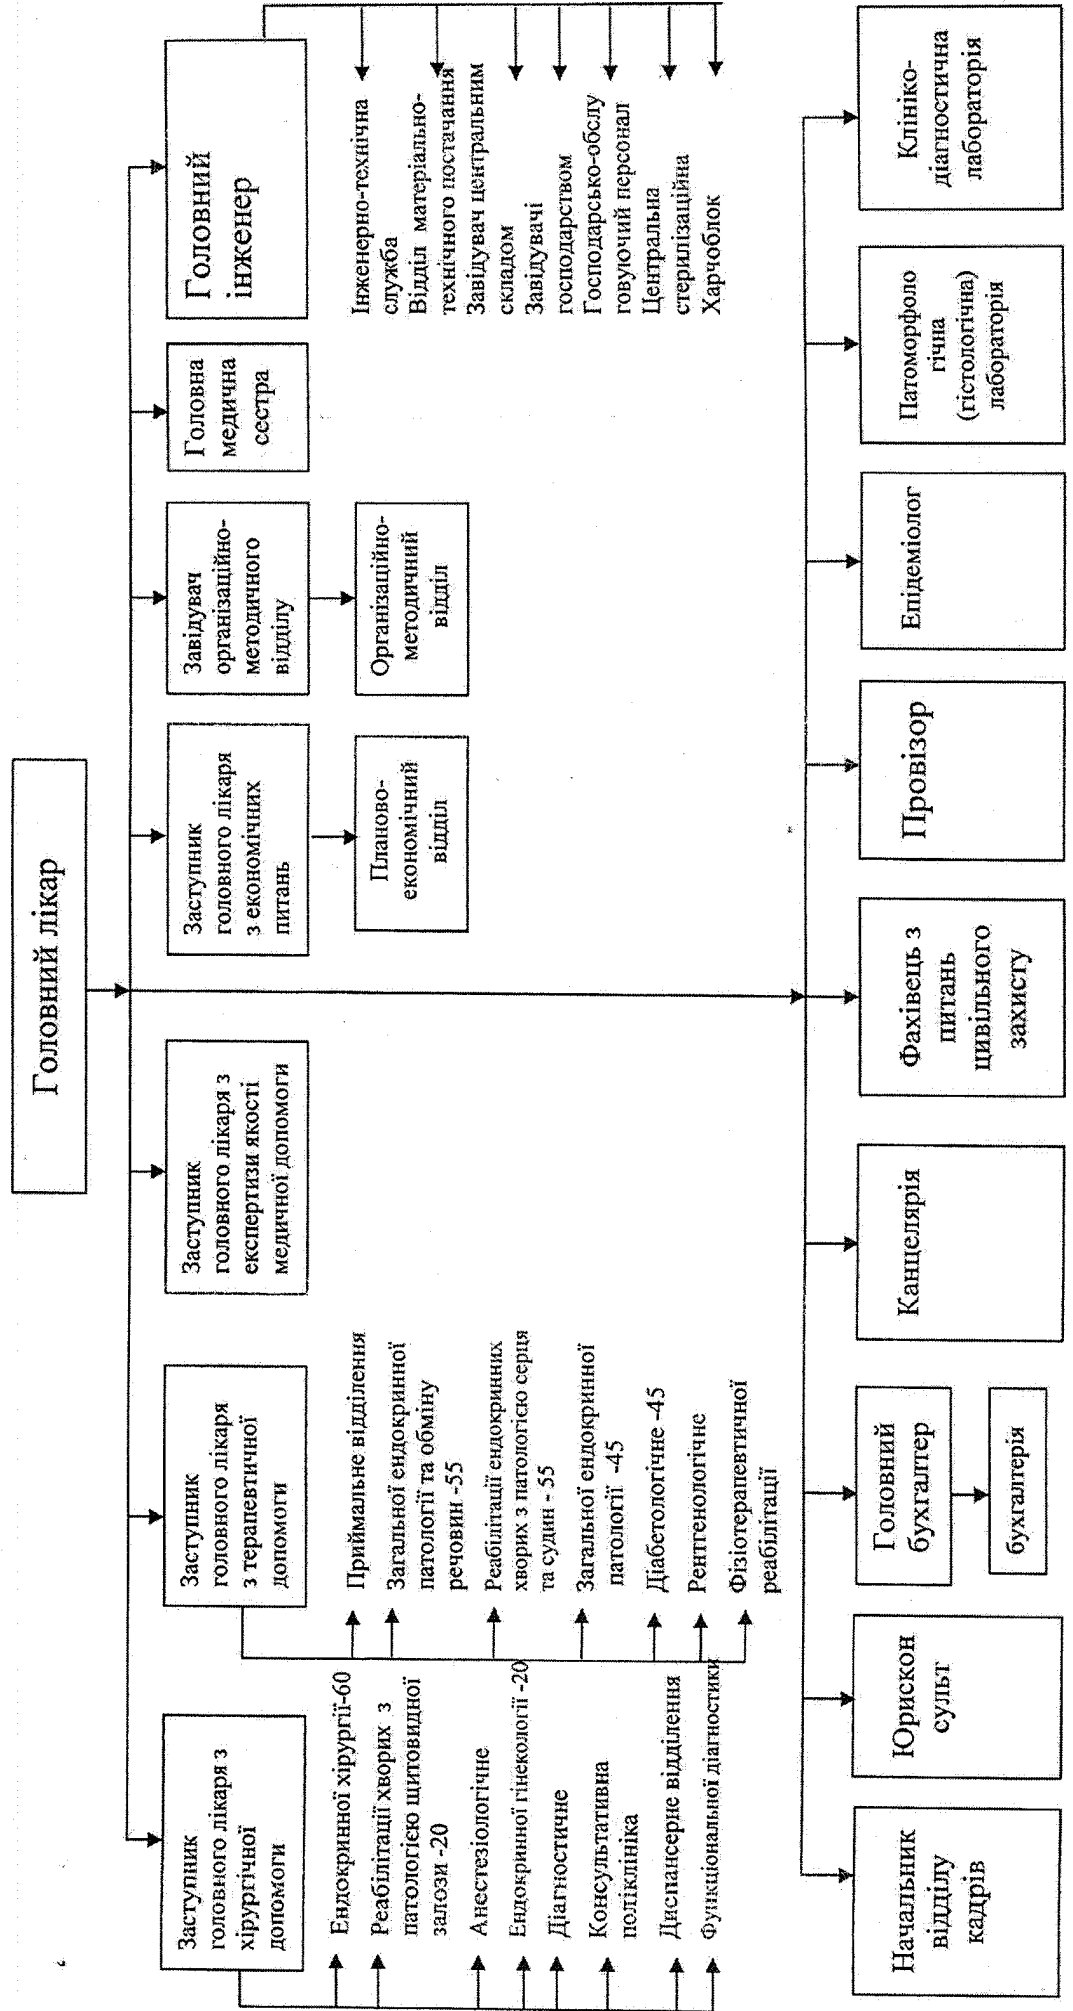 Головний лікар
Заступник
головного лікаря з
хірургічної
допомоги
Заступник
головного лікаря
з терапевтичної
допомоги
Заступник
головного лікаря з
експертизи якості
медичної допомоги
Заступник
головного лікаря
з економічних
питань
Завідувач
організаційно-
методичного
відділу
Головна
медична
сестра
Головний
інженер
Ендокринної хірургії-60
Реабілітації хворих з
патологією щитовидної
залози -20
Анестезіологічне
Ендокринної гінекології -20
Діагностичне
Консультативна
поліклініка
Диспансерне відділення
Функціональної діагностики
Приймальне відділення
Загальної ендокринної
патології та обміну
речовин -55
Реабілітації ендокринних
хворих з патологією серця
та судин - 55
Загальної ендокринної
патології -45
Діабетологічне -45
Рентгенологічне
Фізіотерапевтичної
реабілітації
Планово-
економічний
відділ
Організаційно-
методичний
відділ
Інженерно-технічна
служба
Відділ матеріально-
технічного постачання
Завідувач центральним
складом
Завідувачі
господарством
Господарсько-обслу
говуючий персонал
Центральна
стерилізаційна
Харчоблок
Начальник
відділу
кадрів
Юрискон
сульт
Головний
бухгалтер
бухгалтерія
Канцелярія
Фахівець з
питань
цивільного
захисту
Провізор
Епідеміолог
Патоморфоло
гічна
(гістологічна)
лабораторія
Клініко-
діагностична
лабораторія